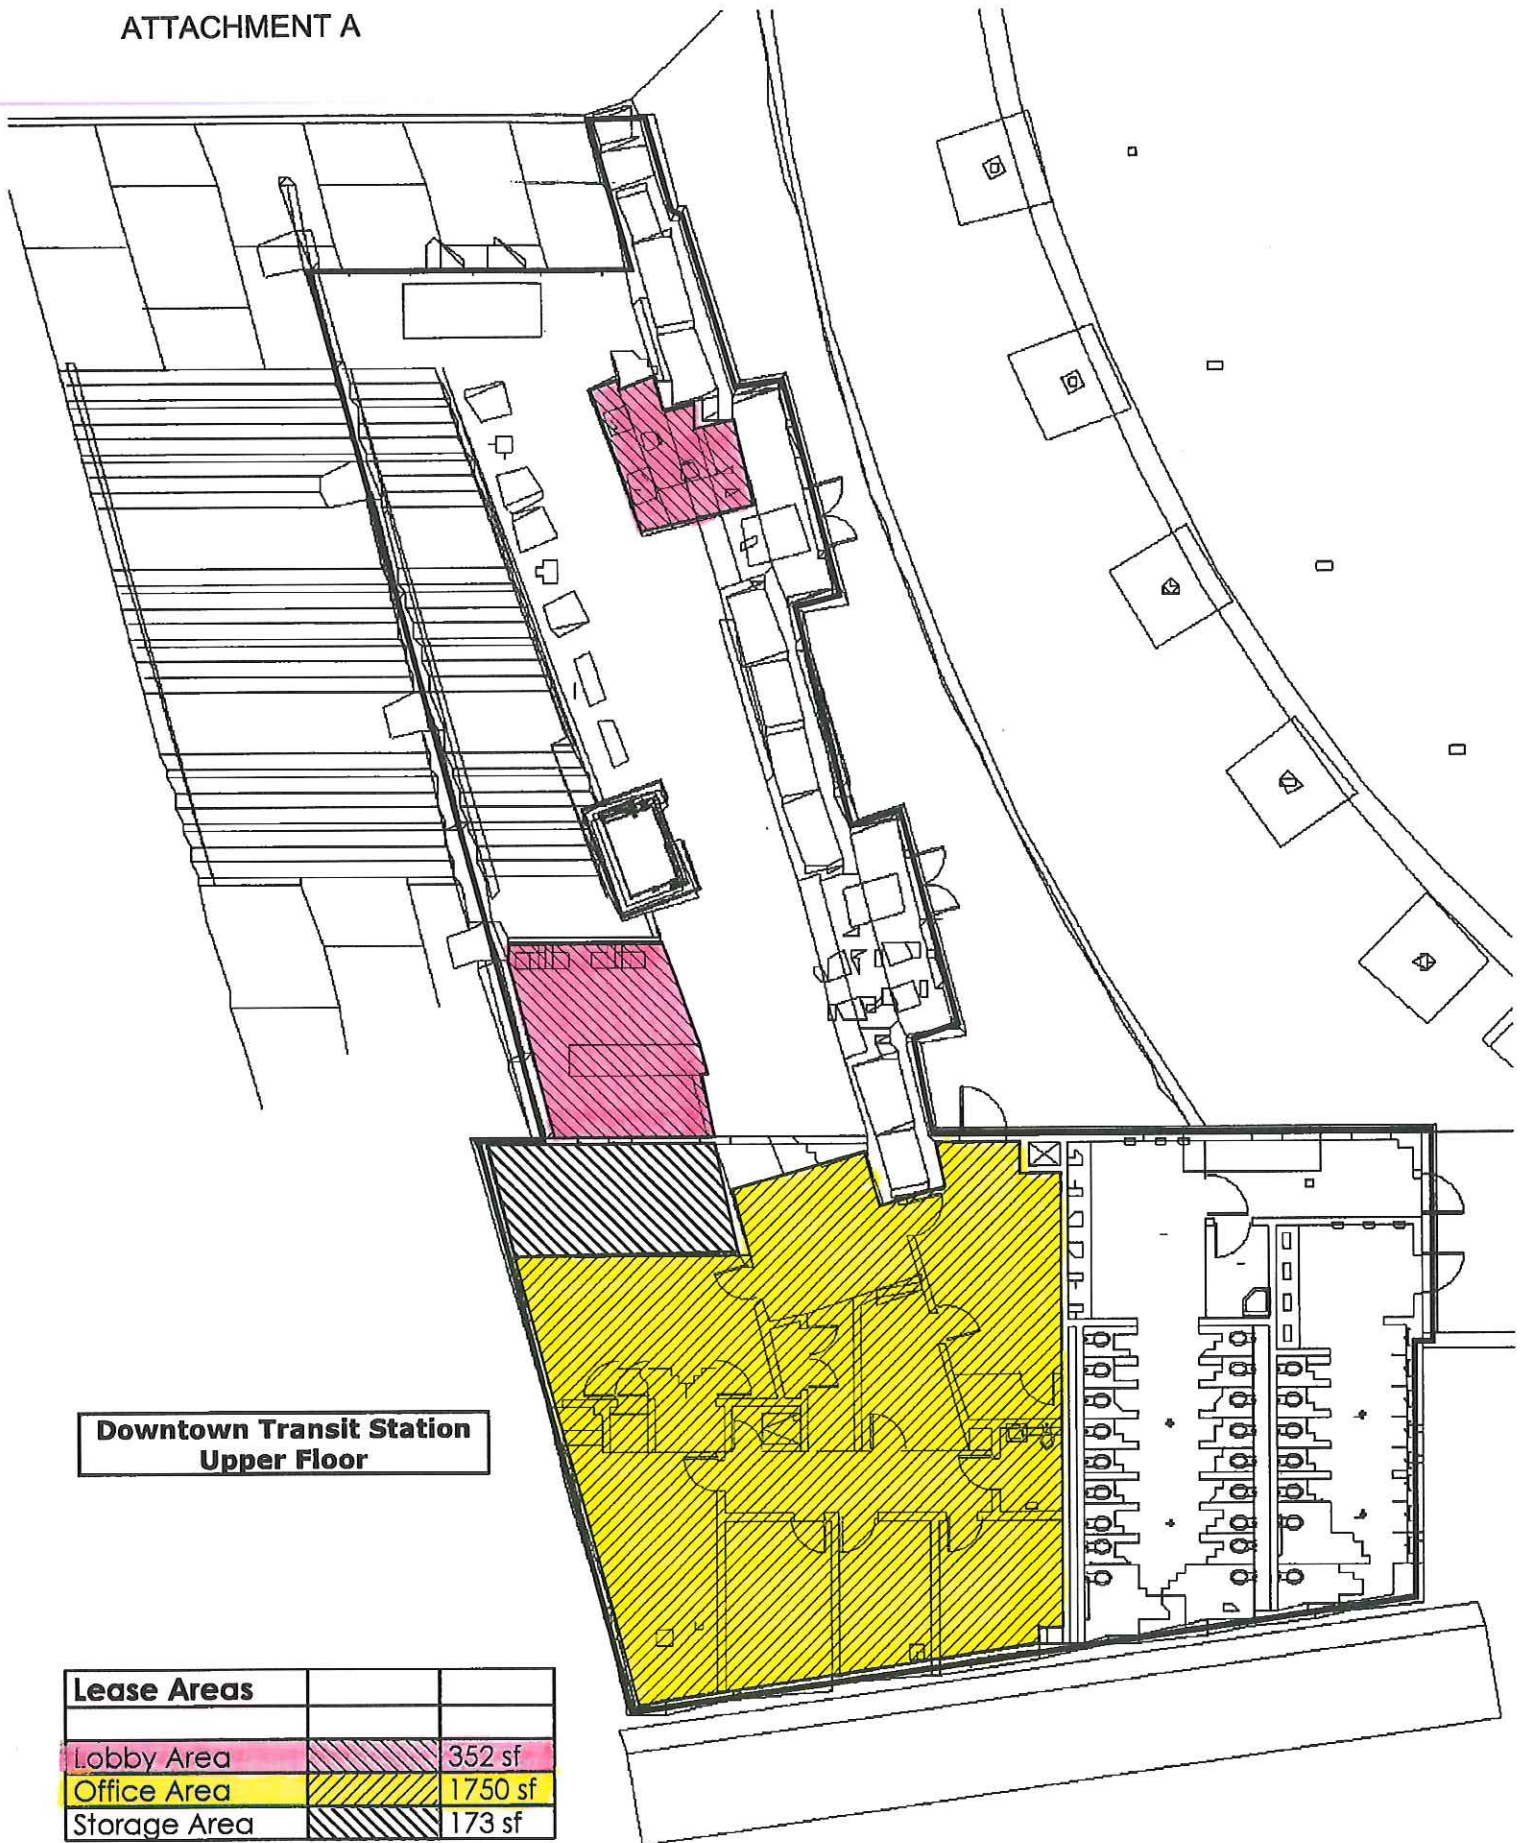 ATTACHMENT A
Downtown Transit Station
Upper Floor
Lease Areas
Lobby Area 352 sf
Office Area 1750 sf
Storage Area 173 sf